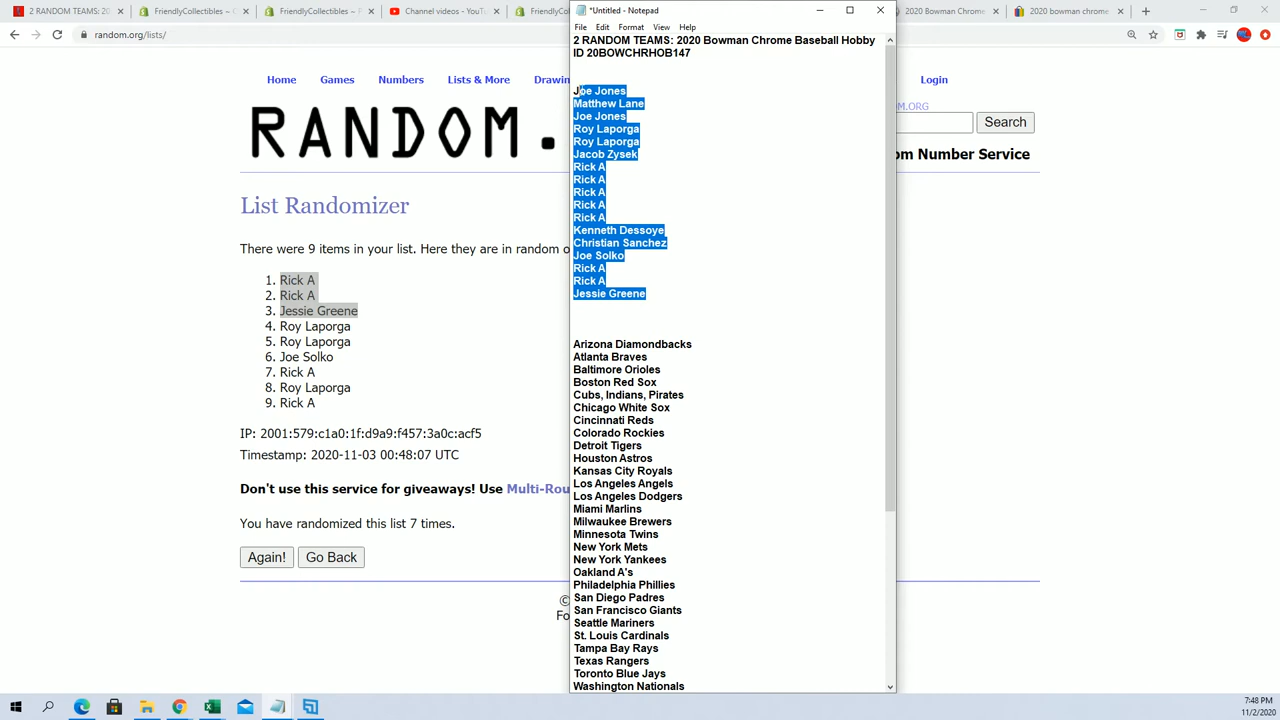 2 RANDOM TEAMS: 20
FriendlyCollectibles – C
FriendlyCollectibles – P
Channel videos - YouTu
FriendlyCo
2020 Bowman Chrome
2020 bowman chrome
random.org/lists/
*Untitled - Notepad
File Edit Format View Help
2 RANDOM TEAMS: 2020 Bowman Chrome Baseball Hobby
ID 20BOWCHRHOB147
Joe Jones
Matthew Lane
Joe Jones
Roy Laporga
Roy Laporga
Jacob Zysek
Rick A
Rick A
Rick A
Rick A
Rick A
Kenneth Dessoye
Christian Sanchez
Joe Solko
Rick A
Rick A
Jessie Greene
Arizona Diamondbacks
Atlanta Braves
Baltimore Orioles
Boston Red Sox
Cubs, Indians, Pirates
Chicago White Sox
Cincinnati Reds
Colorado Rockies
Detroit Tigers
Houston Astros
Kansas City Royals
Los Angeles Angels
Los Angeles Dodgers
Miami Marlins
Milwaukee Brewers
Minnesota Twins
New York Mets
New York Yankees
Oakland A's
Philadelphia Phillies
San Diego Padres
San Francisco Giants
Seattle Mariners
St. Louis Cardinals
Tampa Bay Rays
Texas Rangers
Toronto Blue Jays
Washington Nationals
Home Games Numbers Lists & More Drawin
Login
RANDOM.
M.ORG
Search
om Number Service
List Randomizer
There were 9 items in your list. Here they are in random o
1. Rick A
2. Rick A
3. Jessie Greene
4. Roy Laporga
5. Roy Laporga
6. Joe Solko
7. Rick A
8. Roy Laporga
9. Rick A
IP: 2001:579:c1a0:1f:d9a9:f457:3a0c:acf5
Timestamp: 2020-11-03 00:48:07 UTC
Don't use this service for giveaways! Use Multi-Rou
You have randomized this list 7 times.
Again! Go Back
©
Fo
7:48 PM
11/2/2020